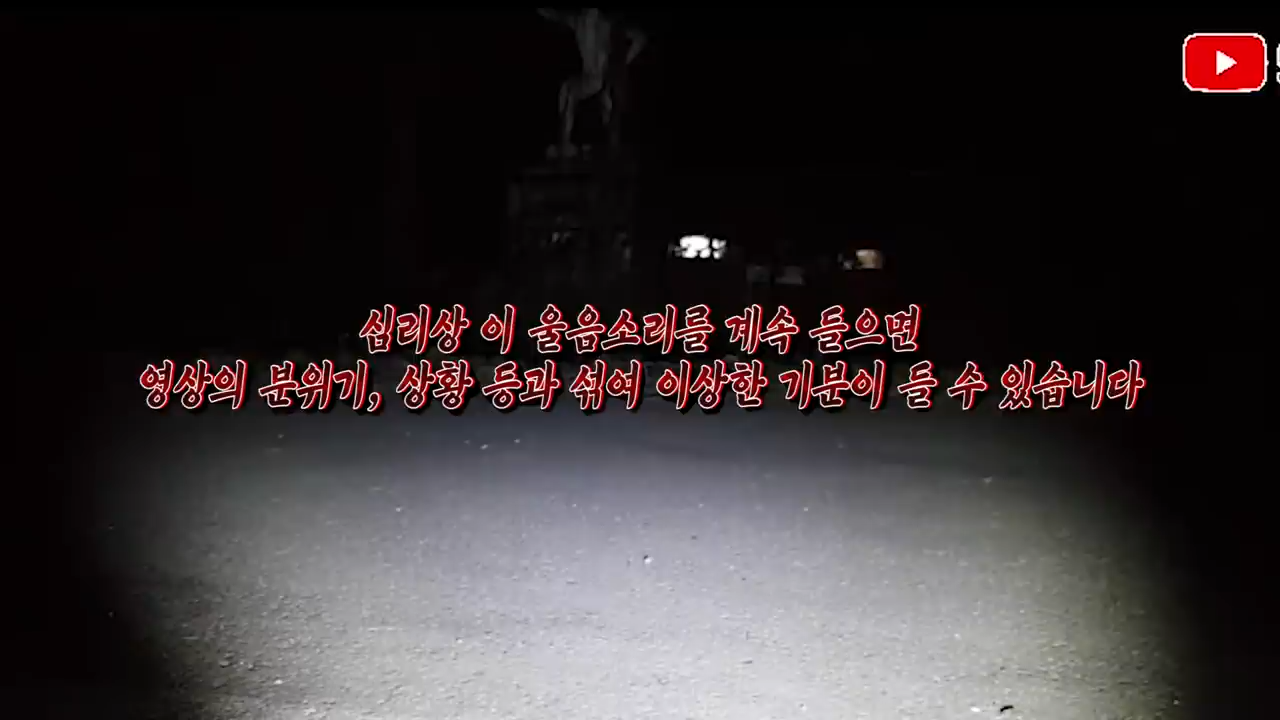 십리상 이 울음소리를 계속 들으면
영상의 분위기, 상황 등과 섞여 이상한 기분이 들 수 있습니다